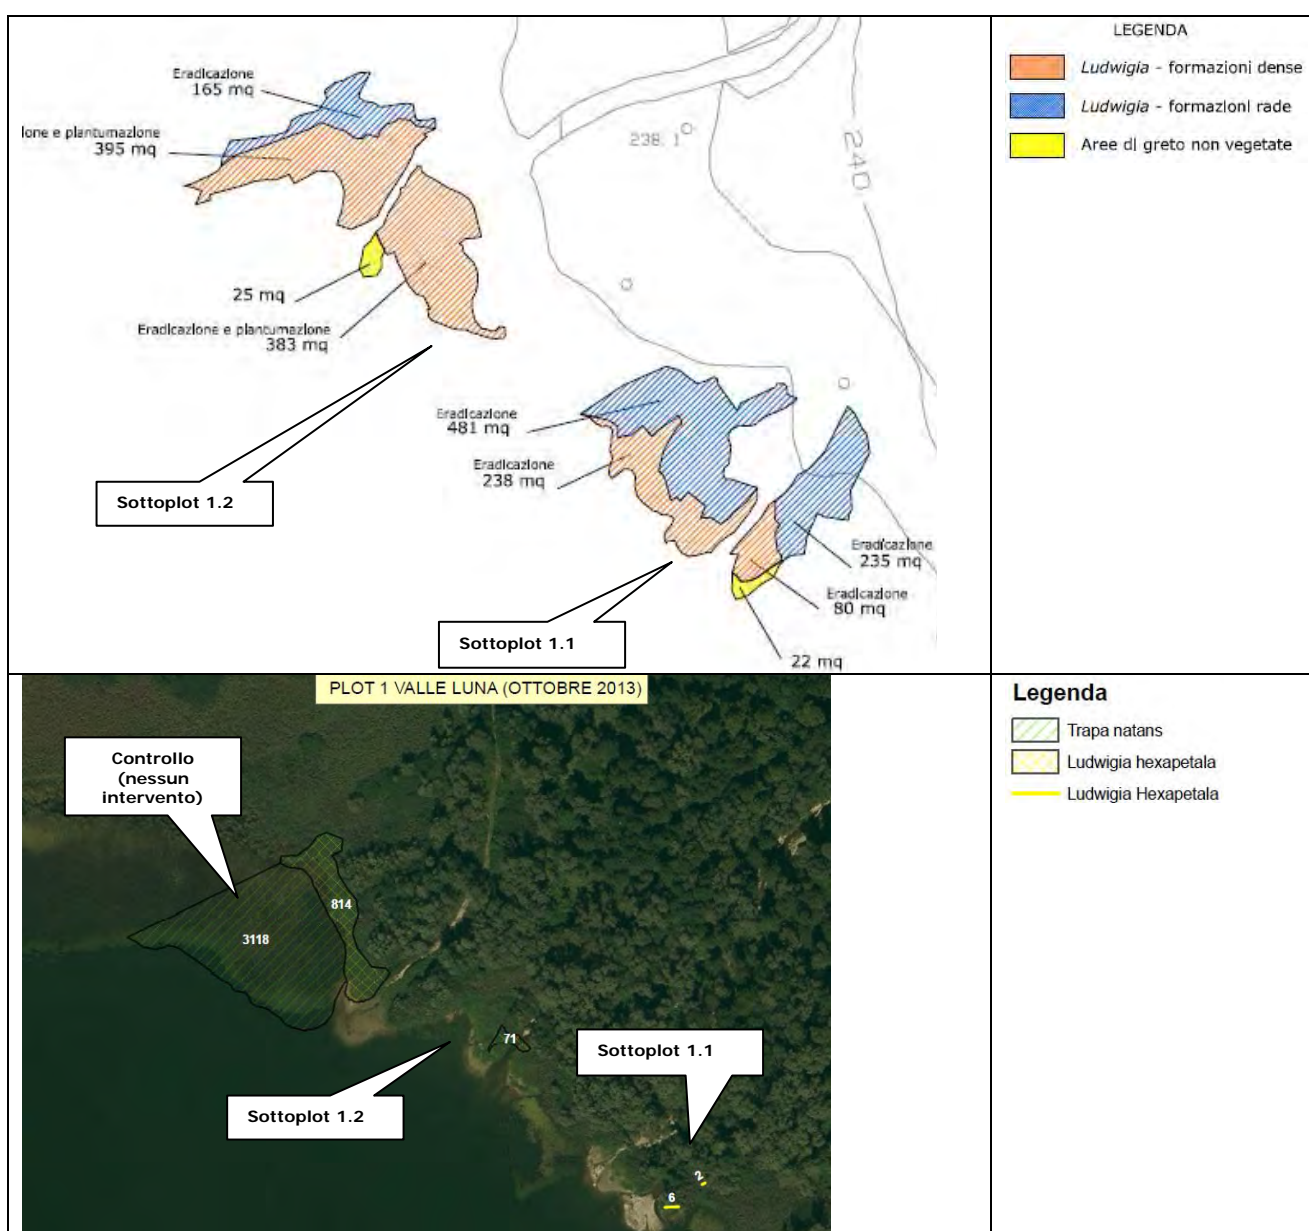 Eradicazione
165 mq
ione e piantumazione
395 mq
25 mq
Eradicazione e piantumazione
383 mq
Sottoplot 1.2
238.1
240
Eradicazione
481 mq
Eradicazione
238 mq
Eradicazione
235 mq
Eradicazione
80 mq
22 mq
Sottoplot 1.1
LEGENDA
Ludwigia - formazioni dense
Ludwigia - formazioni rade
Aree di greto non vegetate
PLOT 1 VALLE LUNA (OTTOBRE 2013)
Controllo
(nessun
intervento)
814
3118
71
Sottoplot 1.1
Sottoplot 1.2
2
6
Legenda
Trapa natans
Ludwigia hexapetala
Ludwigia Hexapetala